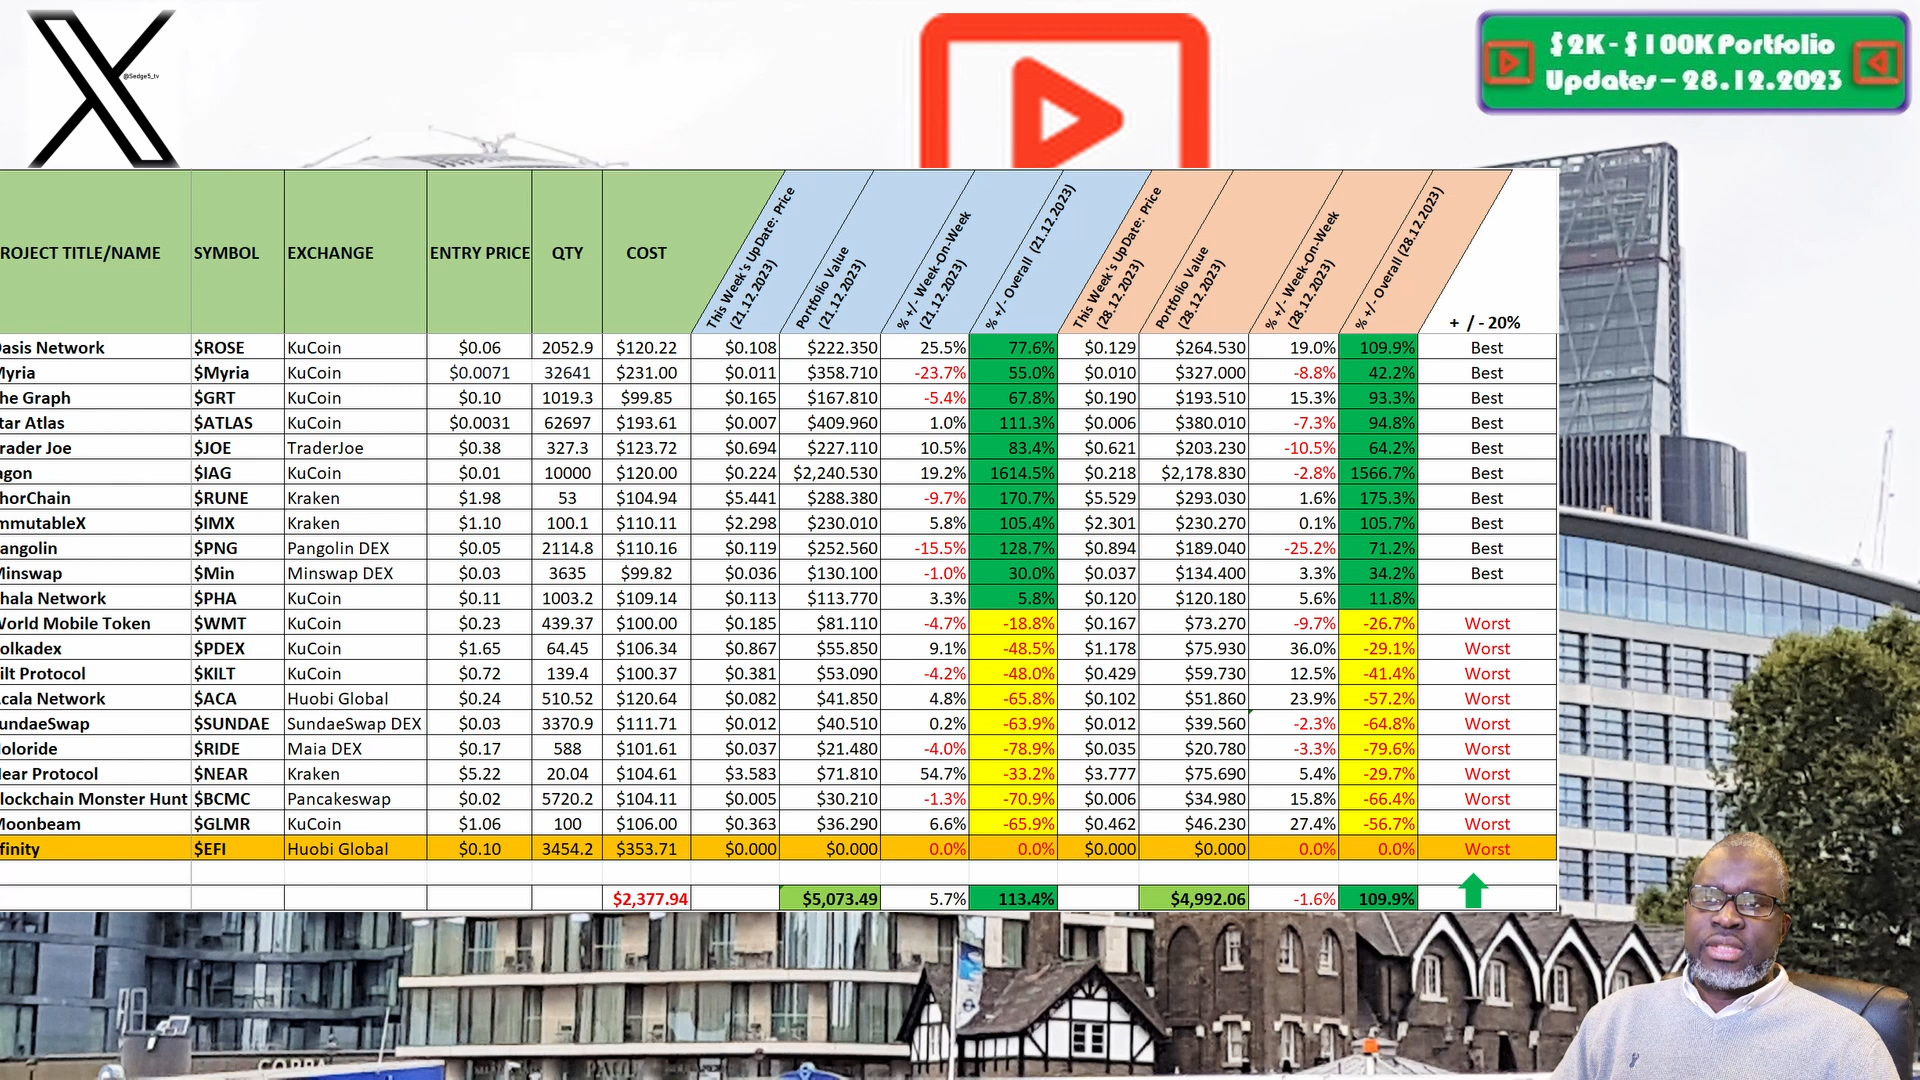 @Sedge5_tv
$2K - $100K Portfolio
Updates – 28.12.2023
ROJECT TITLE/NAME SYMBOL EXCHANGE ENTRY PRICE QTY COST This Week's UpDate: Price (21.12.2023) Portfolio Value (21.12.2023) % +/- Week-On-Week (21.12.2023) % +/- Overall (21.12.2023) This Week's UpDate: Price (28.12.2023) Portfolio Value (28.12.2023) % +/- Week-On-Week (28.12.2023) % +/- Overall (28.12.2023) + / - 20%
asis Network $ROSE KuCoin $0.06 2052.9 $120.22 $0.108 $222.350 25.5% 77.6% $0.129 $264.530 19.0% 109.9% Best
Myria $Myria KuCoin $0.0071 32641 $231.00 $0.011 $358.710 -23.7% 55.0% $0.010 $327.000 -8.8% 42.2% Best
he Graph $GRT KuCoin $0.10 1019.3 $99.85 $0.165 $167.810 -5.4% 67.8% $0.190 $193.510 15.3% 93.3% Best
tar Atlas $ATLAS KuCoin $0.0031 62697 $193.61 $0.007 $409.960 1.0% 111.3% $0.006 $380.010 -7.3% 94.8% Best
rader Joe $JOE TraderJoe $0.38 327.3 $123.72 $0.694 $227.110 10.5% 83.4% $0.621 $203.230 -10.5% 64.2% Best
agon $IAG KuCoin $0.01 10000 $120.00 $0.224 $2,240.530 19.2% 1614.5% $0.218 $2,178.830 -2.8% 1566.7% Best
horChain $RUNE Kraken $1.98 53 $104.94 $5.441 $288.380 -9.7% 170.7% $5.529 $293.030 1.6% 175.3% Best
mmutableX $IMX Kraken $1.10 100.1 $110.11 $2.298 $230.010 5.8% 105.4% $2.301 $230.270 0.1% 105.7% Best
angolin $PNG Pangolin DEX $0.05 2114.8 $110.16 $0.119 $252.560 -15.5% 128.7% $0.894 $189.040 -25.2% 71.2% Best
Minswap $Min Minswap DEX $0.03 3635 $99.82 $0.036 $130.100 -1.0% 30.0% $0.037 $134.400 3.3% 34.2% Best
hala Network $PHA KuCoin $0.11 1003.2 $109.14 $0.113 $113.770 3.3% 5.8% $0.120 $120.180 5.6% 11.8%
World Mobile Token $WMT KuCoin $0.23 439.37 $100.00 $0.185 $81.110 -4.7% -18.8% $0.167 $73.270 -9.7% -26.7% Worst
olkadex $PDEX KuCoin $1.65 64.45 $106.34 $0.867 $55.850 9.1% -48.5% $1.178 $75.930 36.0% -29.1% Worst
ilt Protocol $KILT KuCoin $0.72 139.4 $100.37 $0.381 $53.090 -4.2% -48.0% $0.429 $59.730 12.5% -41.4% Worst
cala Network $ACA Huobi Global $0.24 510.52 $120.64 $0.082 $41.850 4.8% -65.8% $0.102 $51.860 23.9% -57.2% Worst
undaeSwap $SUNDAE SundaeSwap DEX $0.03 3370.9 $111.71 $0.012 $40.510 0.2% -63.9% $0.012 $39.560 -2.3% -64.8% Worst
oloride $RIDE Maia DEX $0.17 588 $101.61 $0.037 $21.480 -4.0% -78.9% $0.035 $20.780 -3.3% -79.6% Worst
ear Protocol $NEAR Kraken $5.22 20.04 $104.61 $3.583 $71.810 54.7% -33.2% $3.777 $75.690 5.4% -29.7% Worst
lockchain Monster Hunt $BCMC Pancakeswap $0.02 5720.2 $104.11 $0.005 $30.210 -1.3% -70.9% $0.006 $34.980 15.8% -66.4% Worst
Moonbeam $GLMR KuCoin $1.06 100 $106.00 $0.363 $36.290 6.6% -65.9% $0.462 $46.230 27.4% -56.7% Worst
finity $EFI Huobi Global $0.10 3454.2 $353.71 $0.000 $0.000 0.0% 0.0% $0.000 $0.000 0.0% 0.0% Worst
$2,377.94 $5,073.49 5.7% 113.4% $4,992.06 -1.6% 109.9%